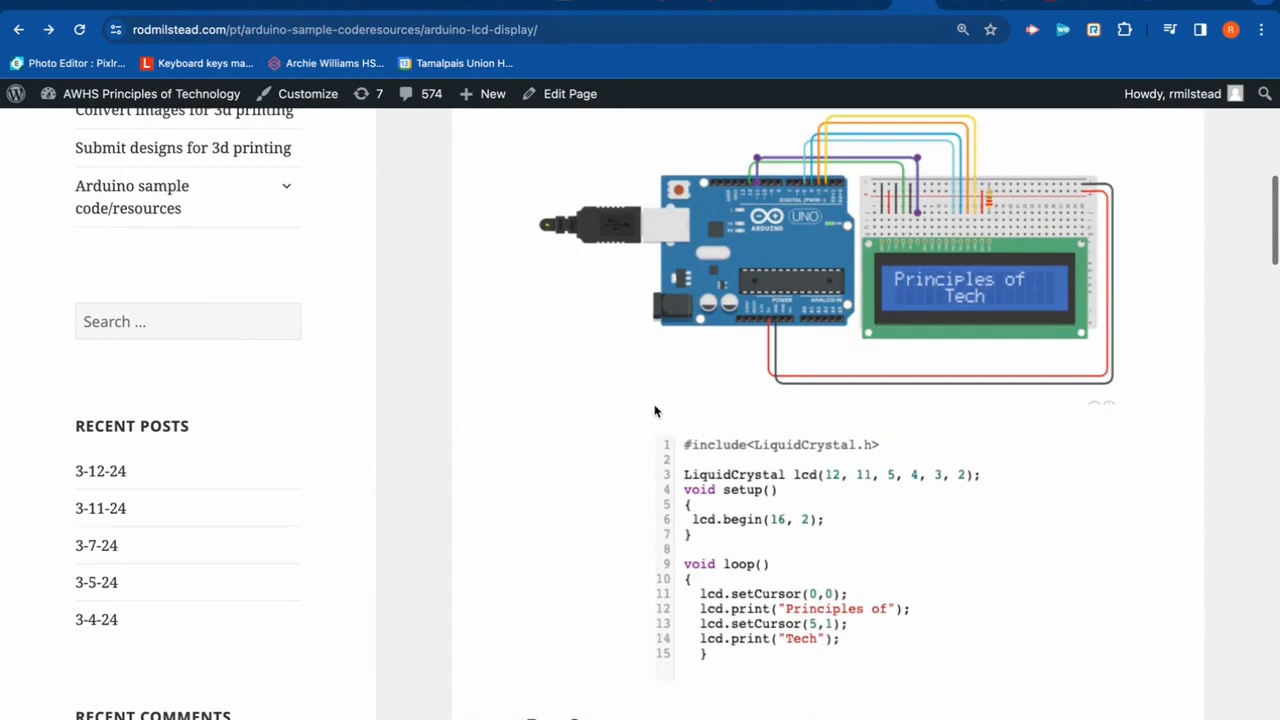 rodmilstead.com/pt/arduino-sample-coderesources/arduino-lcd-display/
Photo Editor : Pixlr...
Keyboard keys ma...
Archie Williams HS...
Tamalpais Union H...
AWHS Principles of Technology
Customize
7
574
New
Edit Page
Howdy, rmilstead
Convert images for 3d printing
Submit designs for 3d printing
Arduino sample
code/resources
Search ...
RECENT POSTS
3-12-24
3-11-24
3-7-24
3-5-24
3-4-24
RECENT COMMENTS
DIGITAL (PWM~)
UNO
ARDUINO
POWER
ANALOG IN
Principles of
Tech
1 #include<LiquidCrystal.h>
2
3 LiquidCrystal lcd(12, 11, 5, 4, 3, 2);
4 void setup()
5 {
6 lcd.begin(16, 2);
7 }
8
9 void loop()
10 {
11 lcd.setCursor(0,0);
12 lcd.print("Principles of");
13 lcd.setCursor(5,1);
14 lcd.print("Tech");
15 }